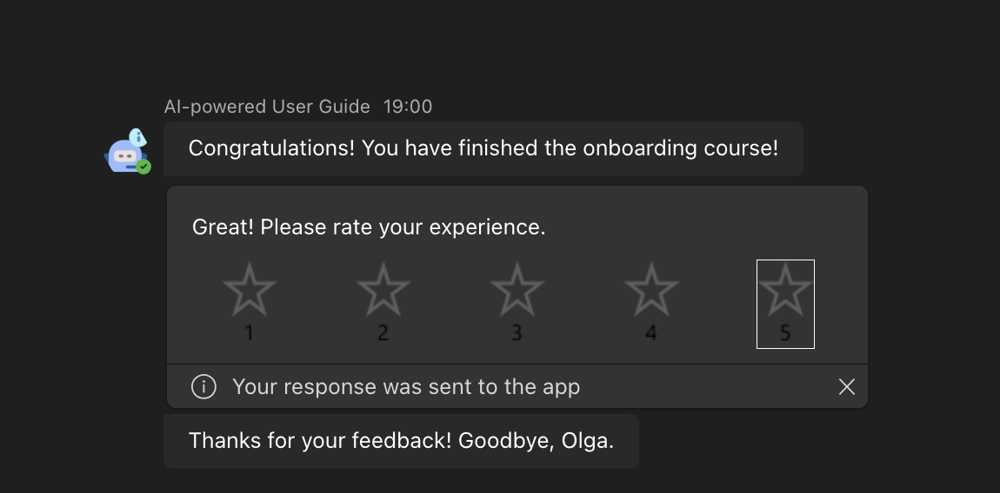 AI-powered User Guide 19:00
Congratulations! You have finished the onboarding course!
Great! Please rate your experience.
1 2 3 4 5
Your response was sent to the app
Thanks for your feedback! Goodbye, Olga.